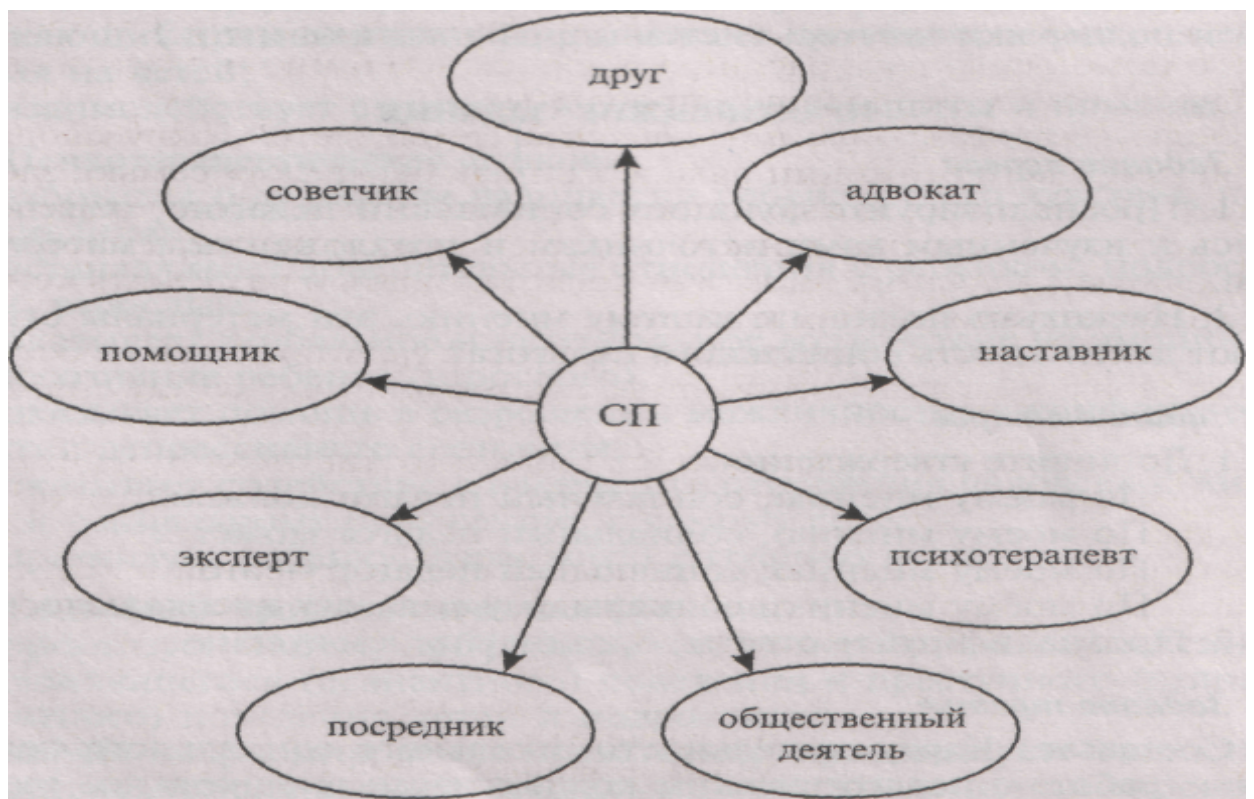 друг
советчик
адвокат
помощник
наставник
СП
эксперт
психотерапевт
посредник
общественный
деятель